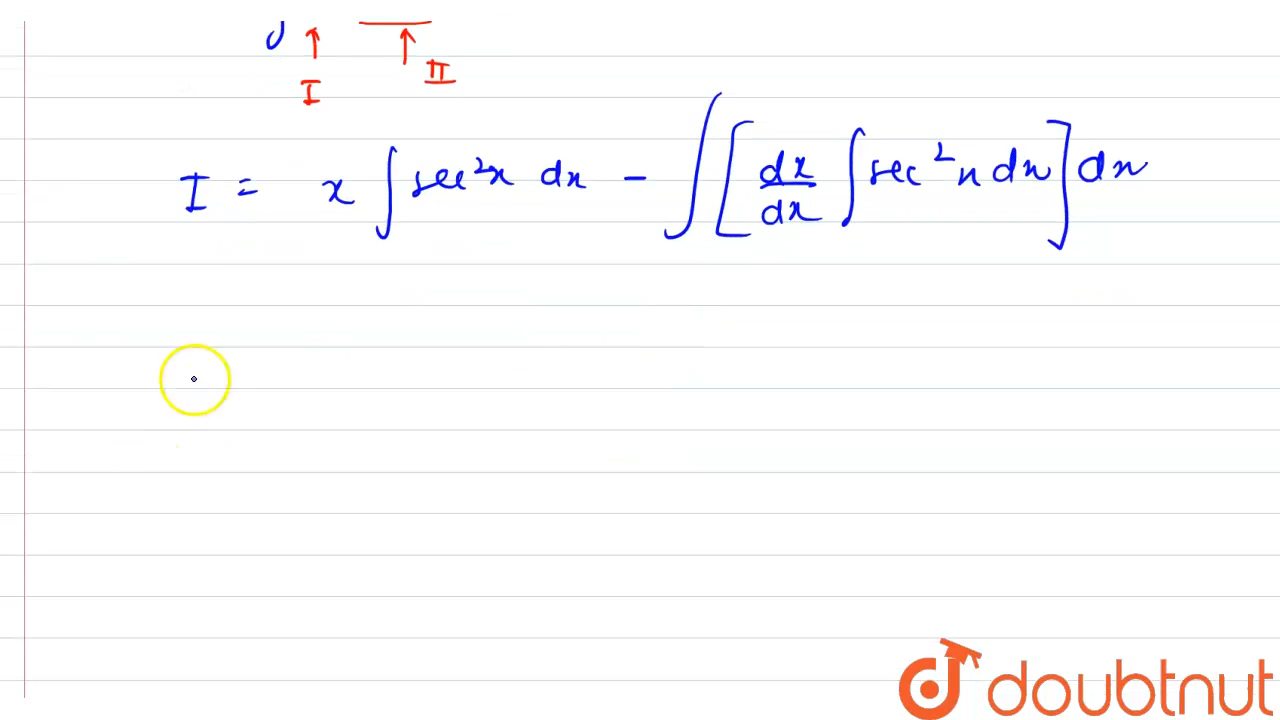 I II
I = x ∫ sec²x dx - ∫ [ dx/dx ∫ sec²x dx ] dx
doubtnut